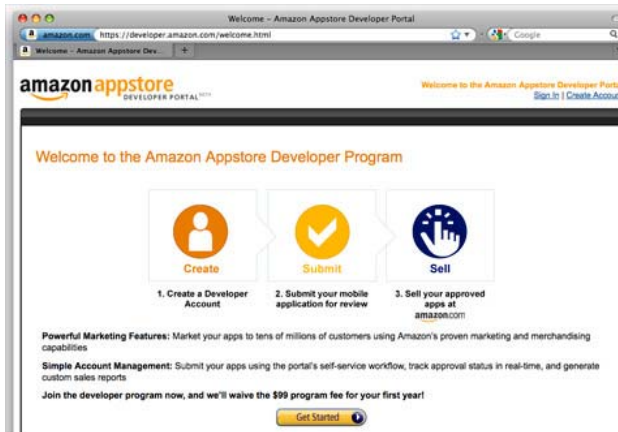 Welcome – Amazon Appstore Developer Portal
amazon.com https://developer.amazon.com/welcome.html
Google
Welcome – Amazon Appstore Dev...
amazon appstore
DEVELOPER PORTAL BETA
Welcome to the Amazon Appstore Developer
Sign In | Create
Welcome to the Amazon Appstore Developer Program
Create
Submit
Sell
1. Create a Developer
Account
2. Submit your mobile
application for review
3. Sell your approved
apps at
amazon.com
Powerful Marketing Features: Market your apps to tens of millions of customers using Amazon's proven marketing and merchandising
capabilities
Simple Account Management: Submit your apps using the portal's self-service workflow, track approval status in real-time, and generate
custom sales reports
Join the developer program now, and we'll waive the $99 program fee for your first year!
Get Started